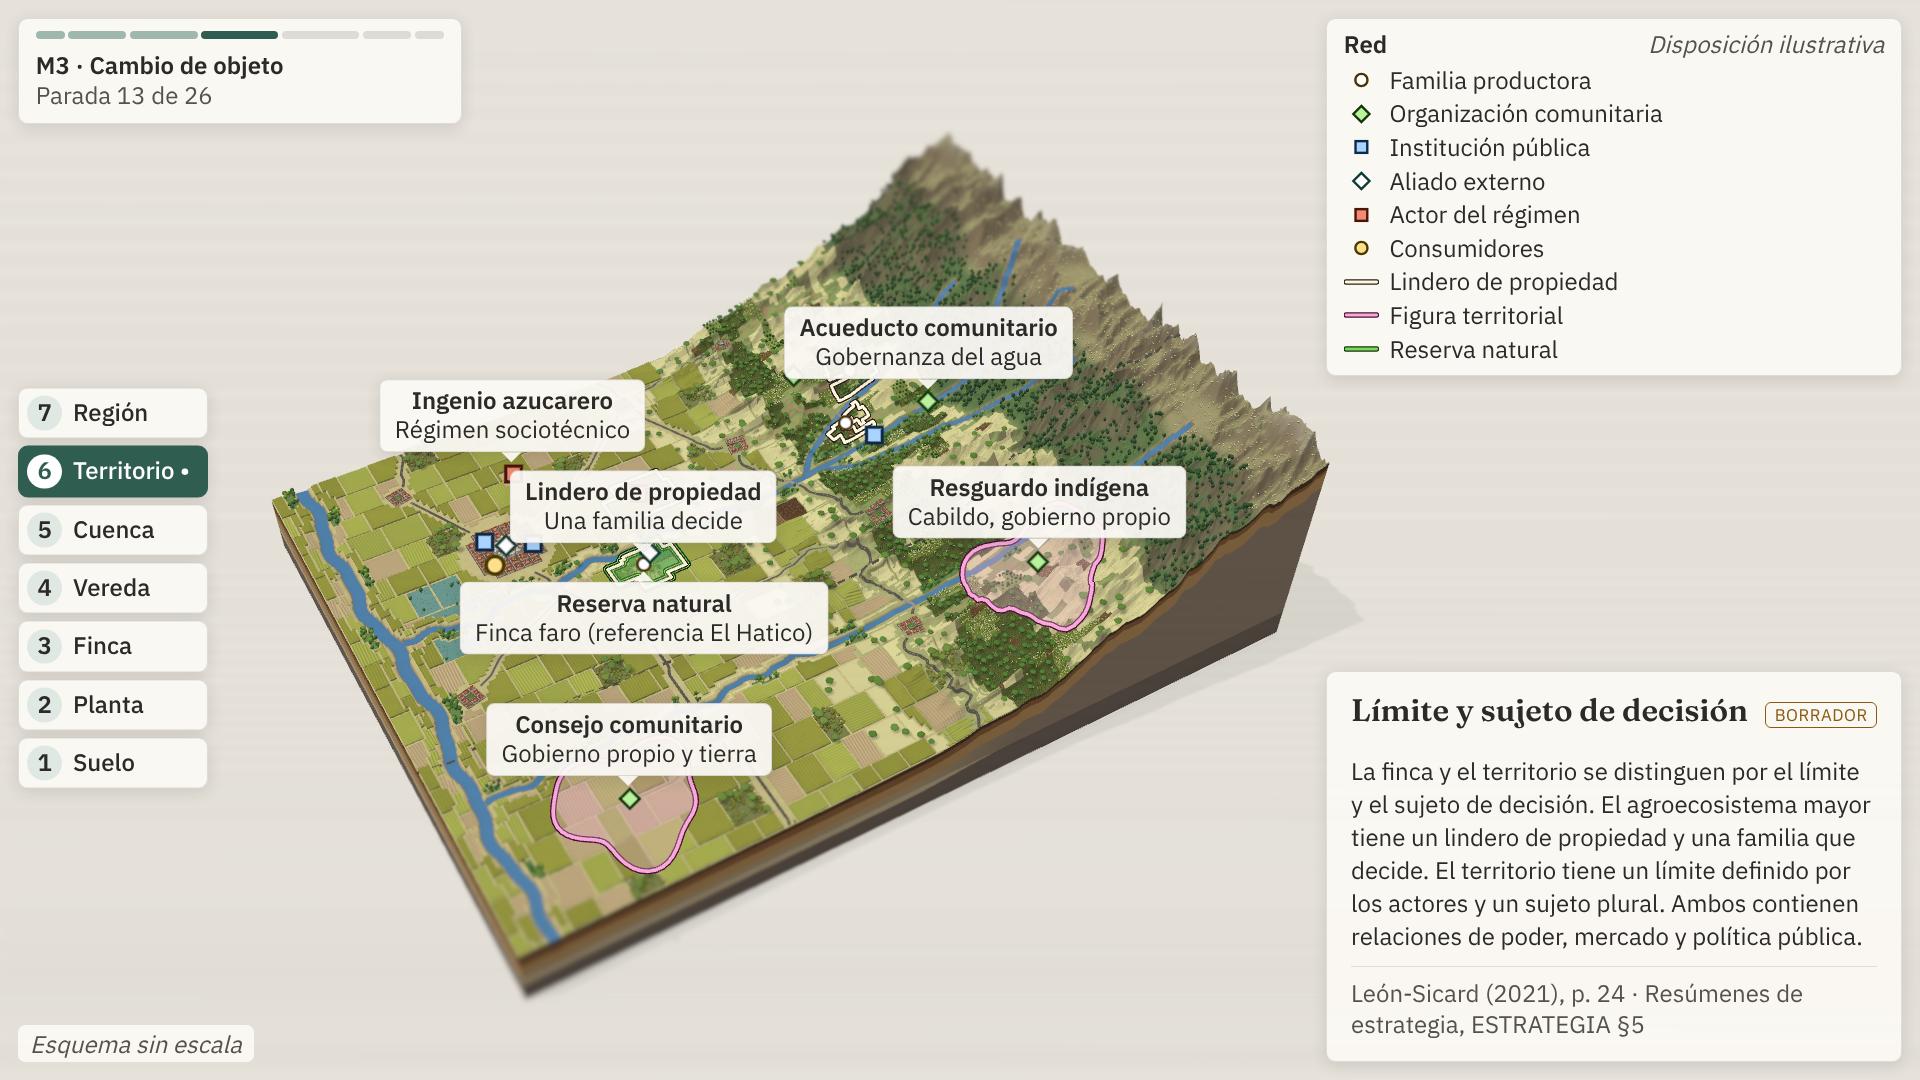 M3 · Cambio de objeto
Parada 13 de 26
Red
Disposición ilustrativa
Familia productora
Organización comunitaria
Institución pública
Aliado externo
Actor del régimen
Consumidores
Lindero de propiedad
Figura territorial
Reserva natural
7 Región
6 Territorio •
5 Cuenca
4 Vereda
3 Finca
2 Planta
1 Suelo
Acueducto comunitario
Gobernanza del agua
Ingenio azucarero
Régimen sociotécnico
Lindero de propiedad
Una familia decide
Resguardo indígena
Cabildo, gobierno propio
Reserva natural
Finca faro (referencia El Hatico)
Consejo comunitario
Gobierno propio y tierra
Límite y sujeto de decisión
BORRADOR
La finca y el territorio se distinguen por el límite
y el sujeto de decisión. El agroecosistema mayor
tiene un lindero de propiedad y una familia que
decide. El territorio tiene un límite definido por
los actores y un sujeto plural. Ambos contienen
relaciones de poder, mercado y política pública.
León-Sicard (2021), p. 24 · Resúmenes de
estrategia, ESTRATEGIA §5
Esquema sin escala